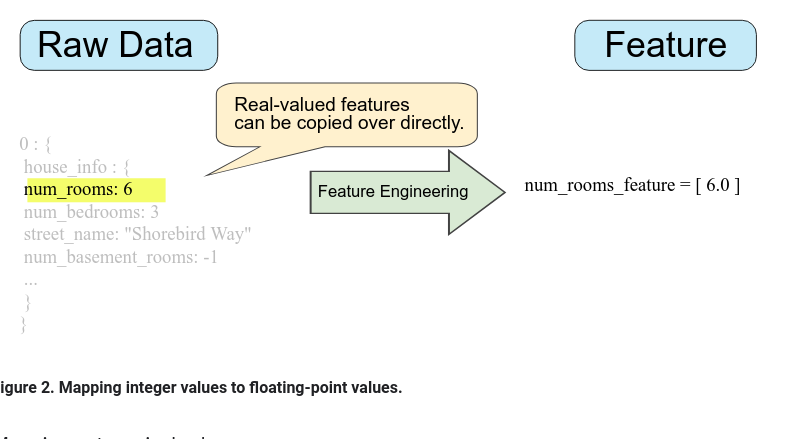 Raw Data
Feature
Real-valued features
can be copied over directly.
0 : {
house_info : {
num_rooms: 6
num_bedrooms: 3
street_name: "Shorebird Way"
num_basement_rooms: -1
...
}
}
Feature Engineering
num_rooms_feature = [ 6.0 ]
igure 2. Mapping integer values to floating-point values.